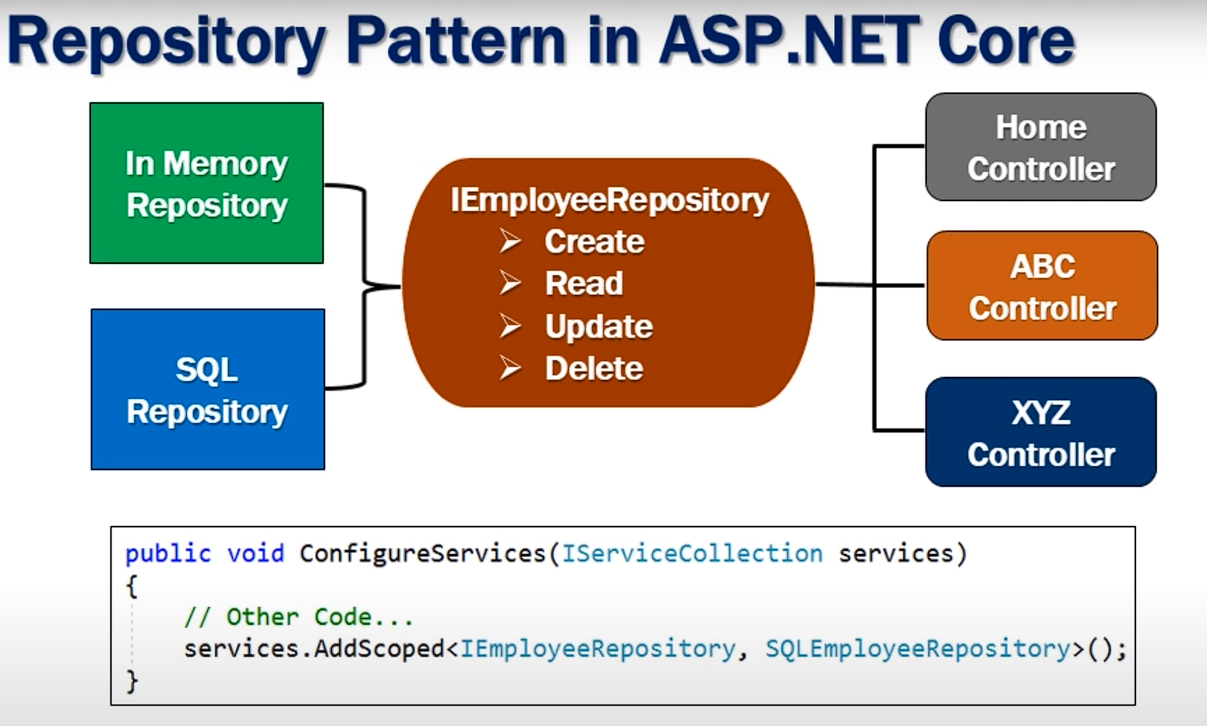 Repository Pattern in ASP.NET Core
In Memory
Repository
SQL
Repository
IEmployeeRepository
Create
Read
Update
Delete
Home
Controller
ABC
Controller
XYZ
Controller
public void ConfigureServices(IServiceCollection services)
{
// Other Code...
services.AddScoped<IEmployeeRepository, SQLEmployeeRepository>();
}